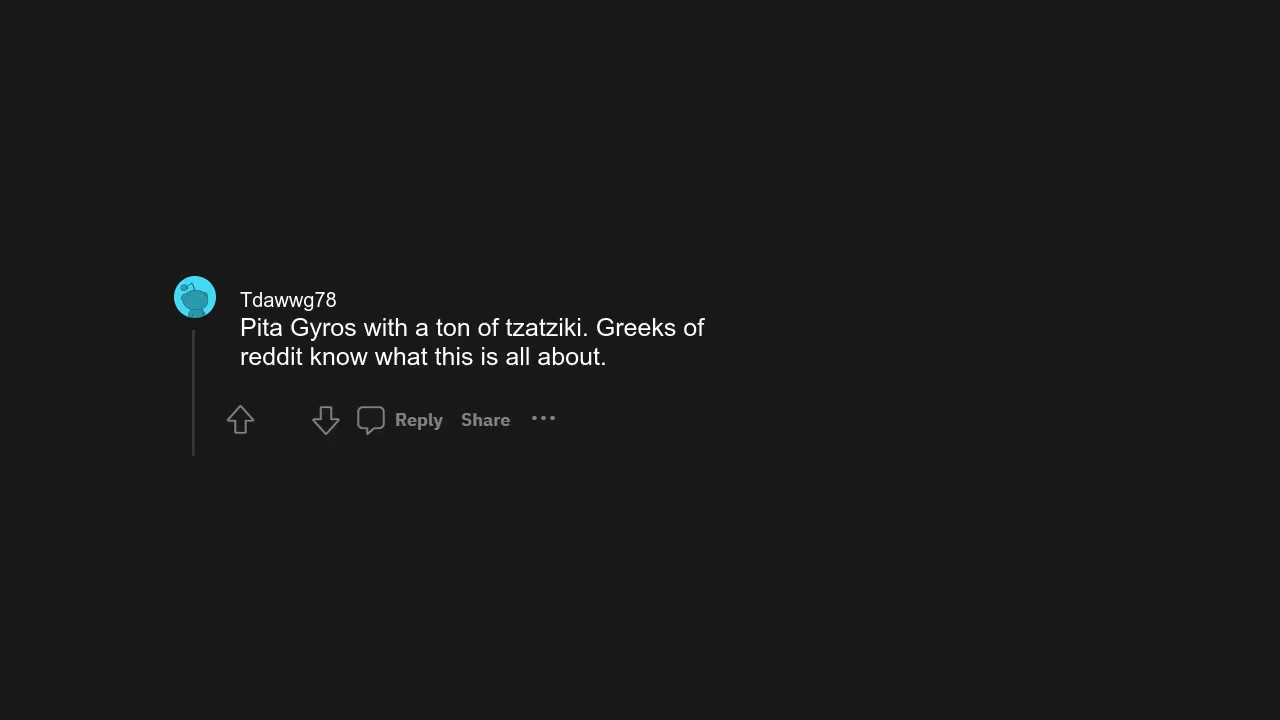 Tdawwg78
Pita Gyros with a ton of tzatziki. Greeks of
reddit know what this is all about.
Reply Share